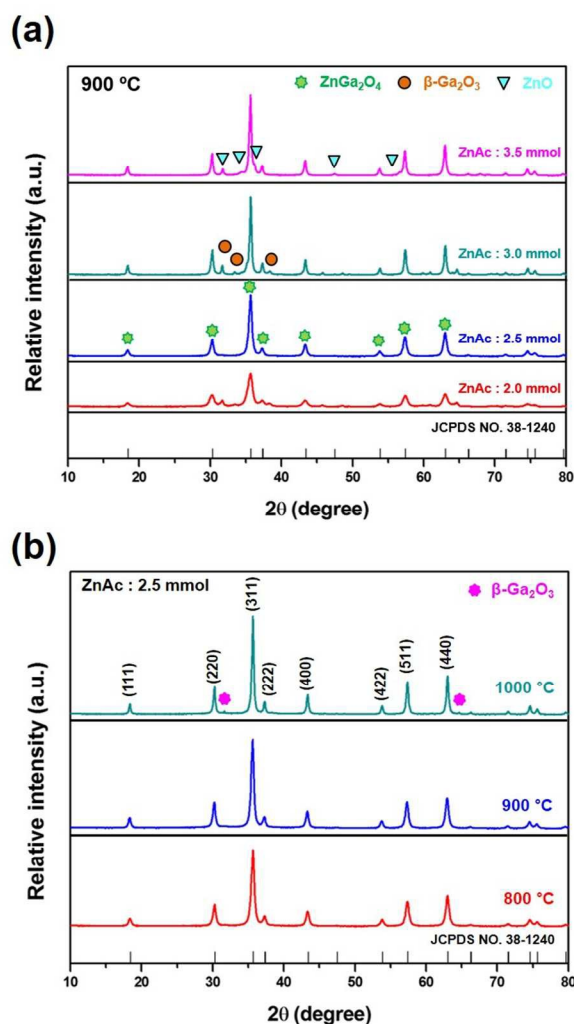 (a)
900 °C
ZnGa₂O₄
β-Ga₂O₃
ZnO
ZnAc : 3.5 mmol
ZnAc : 3.0 mmol
ZnAc : 2.5 mmol
ZnAc : 2.0 mmol
JCPDS NO. 38-1240
Relative intensity (a.u.)
10 20 30 40 50 60 70 80
2θ (degree)
(b)
ZnAc : 2.5 mmol
β-Ga₂O₃
(111) (220) (311) (222) (400) (422) (511) (440)
1000 °C
900 °C
800 °C
JCPDS NO. 38-1240
Relative intensity (a.u.)
10 20 30 40 50 60 70 80
2θ (degree)